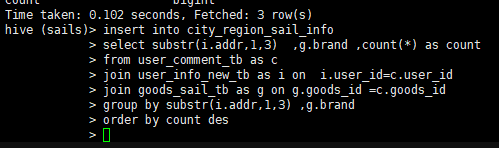 count bigint
Time taken: 0.102 seconds, Fetched: 3 row(s)
hive (sails)> insert into city_region_sail_info
> select substr(i.addr,1,3) ,g.brand ,count(*) as count
> from user_comment_tb as c
> join user_info_new_tb as i on i.user_id=c.user_id
> join goods_sail_tb as g on g.goods_id =c.goods_id
> group by substr(i.addr,1,3) ,g.brand
> order by count des
>